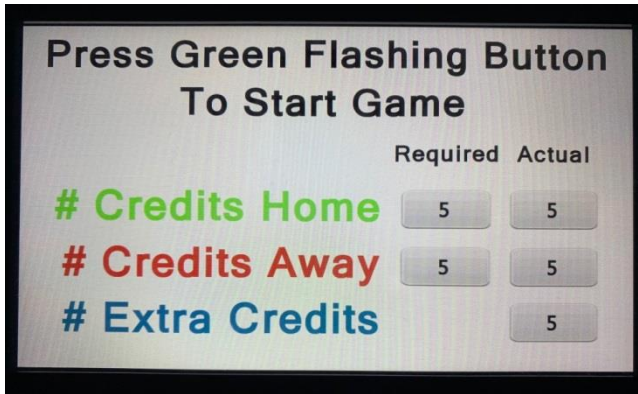 Press Green Flashing Button
To Start Game
Required Actual
# Credits Home 5 5
# Credits Away 5 5
# Extra Credits 5